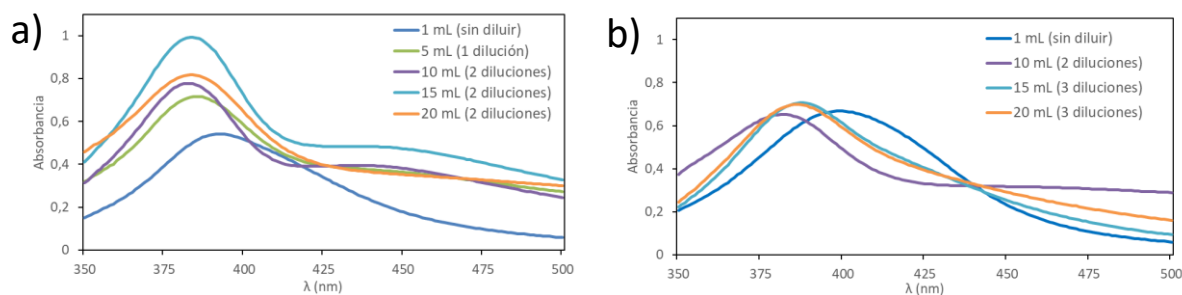 a)
1 mL (sin diluir)
5 mL (1 dilución)
10 mL (2 diluciones)
15 mL (2 diluciones)
20 mL (2 diluciones)
Absorbancia
1
0,8
0,6
0,4
0,2
0
350 375 400 425 450 475 500
λ (nm)
b)
1 mL (sin diluir)
10 mL (2 diluciones)
15 mL (3 diluciones)
20 mL (3 diluciones)
Absorbancia
1
0,8
0,6
0,4
0,2
0
350 375 400 425 450 475 500
λ (nm)